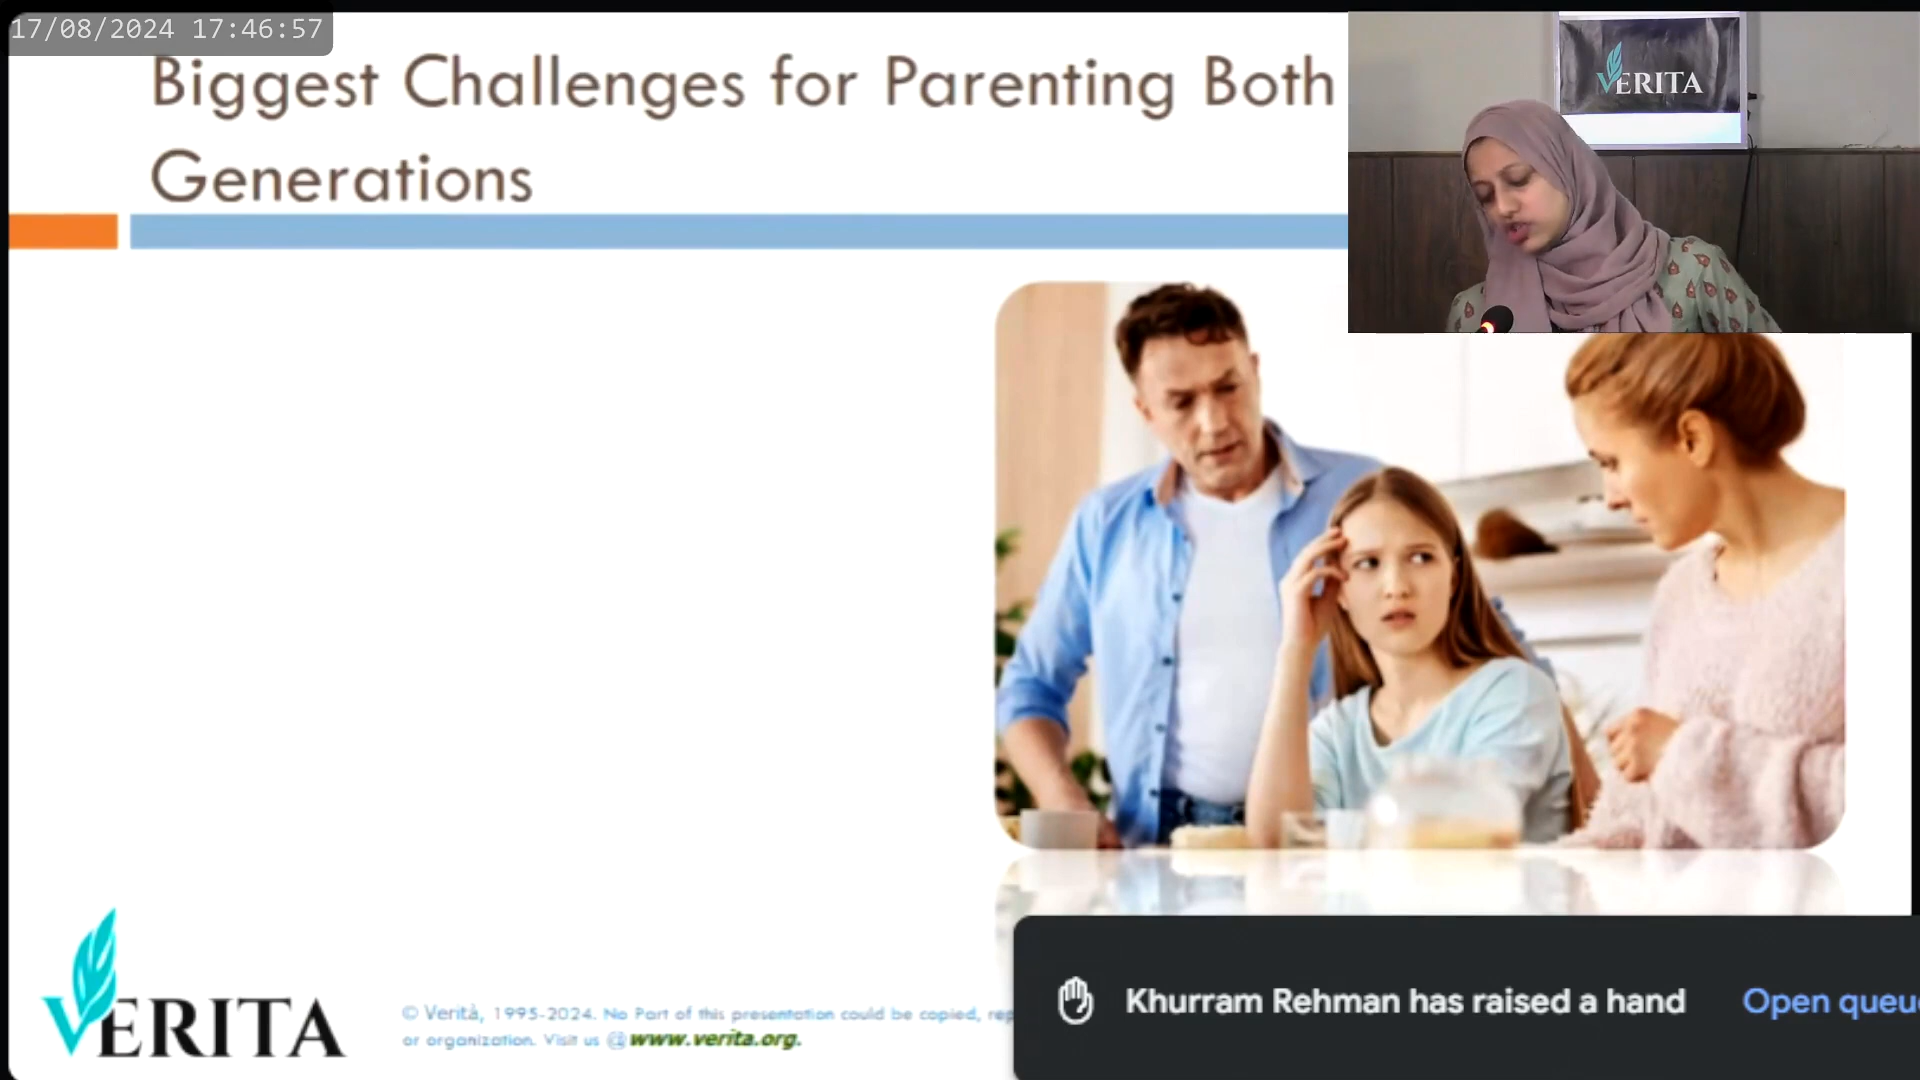 17/08/2024 17:46:57
Biggest Challenges for Parenting Both
Generations
VERITA
VERITA
© Verità, 1995-2024. No Part of this presentation could be copied, rep
or organization. Visit us @www.verita.org.
Khurram Rehman has raised a hand
Open queue